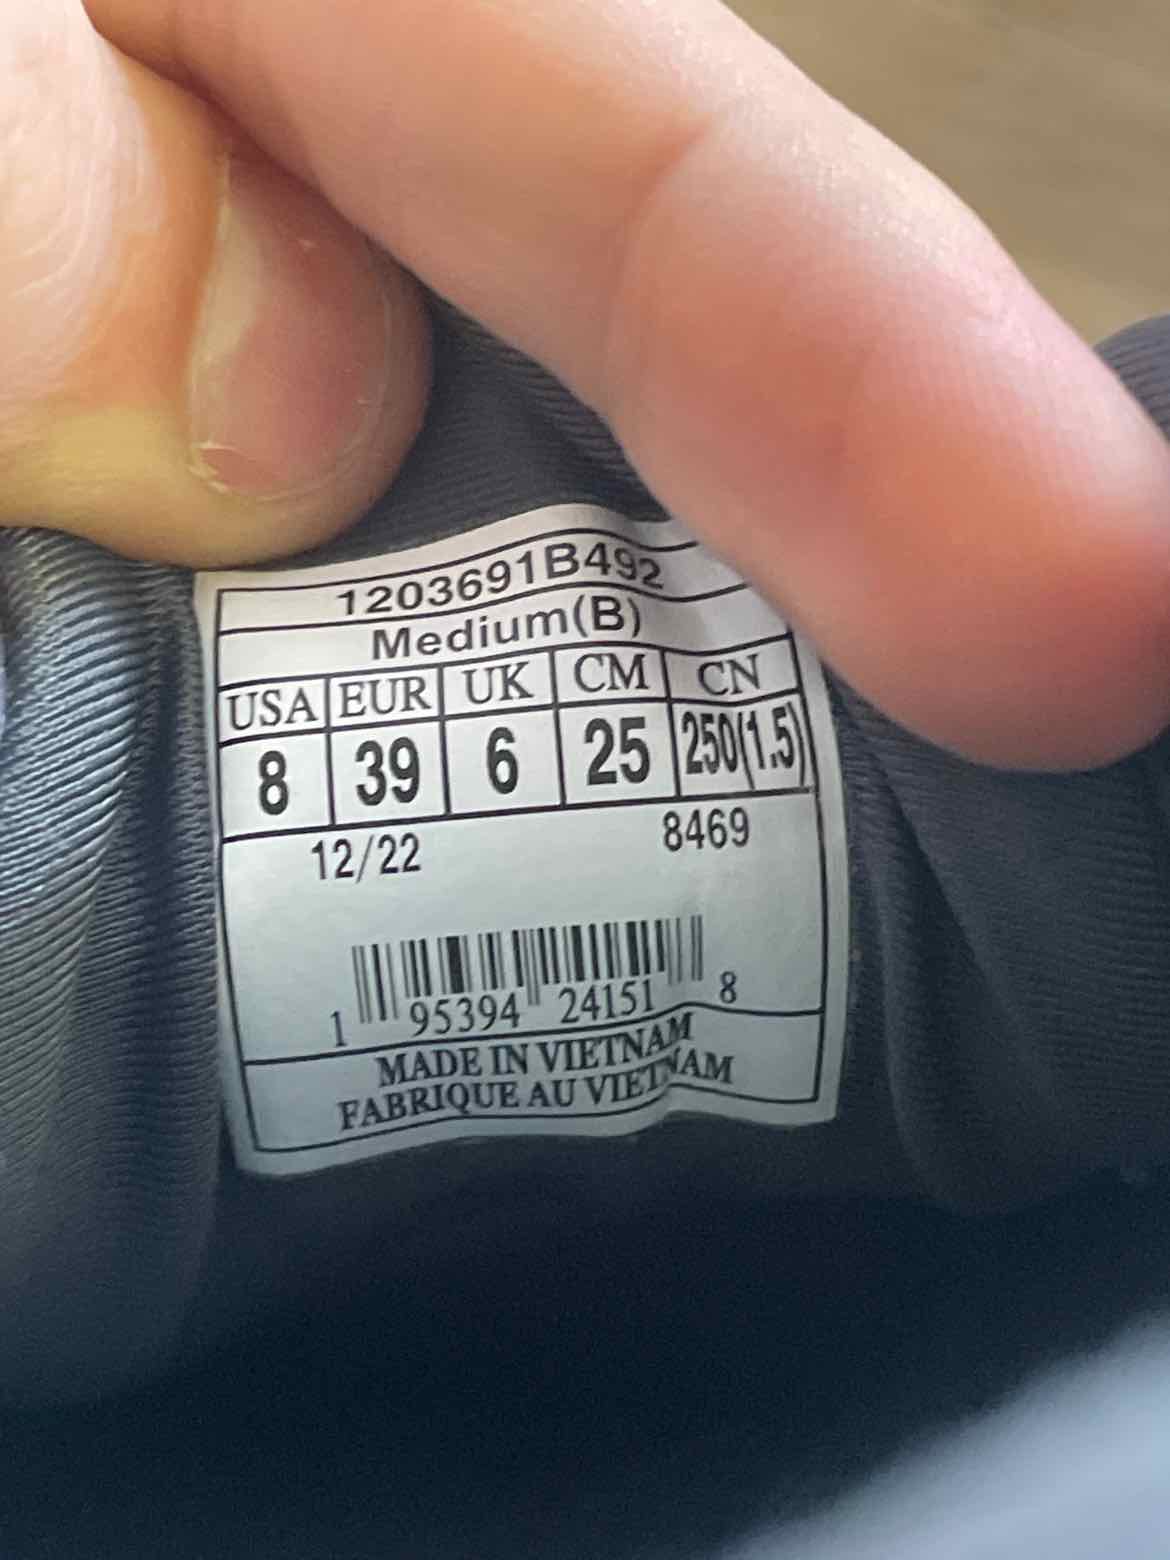 1203691B492
Medium(B)
USA EUR UK CM CN
8 39 6 25 250(1.5)
12/22 8469
1 95394 24151 8
MADE IN VIETNAM
FABRIQUE AU VIETNAM